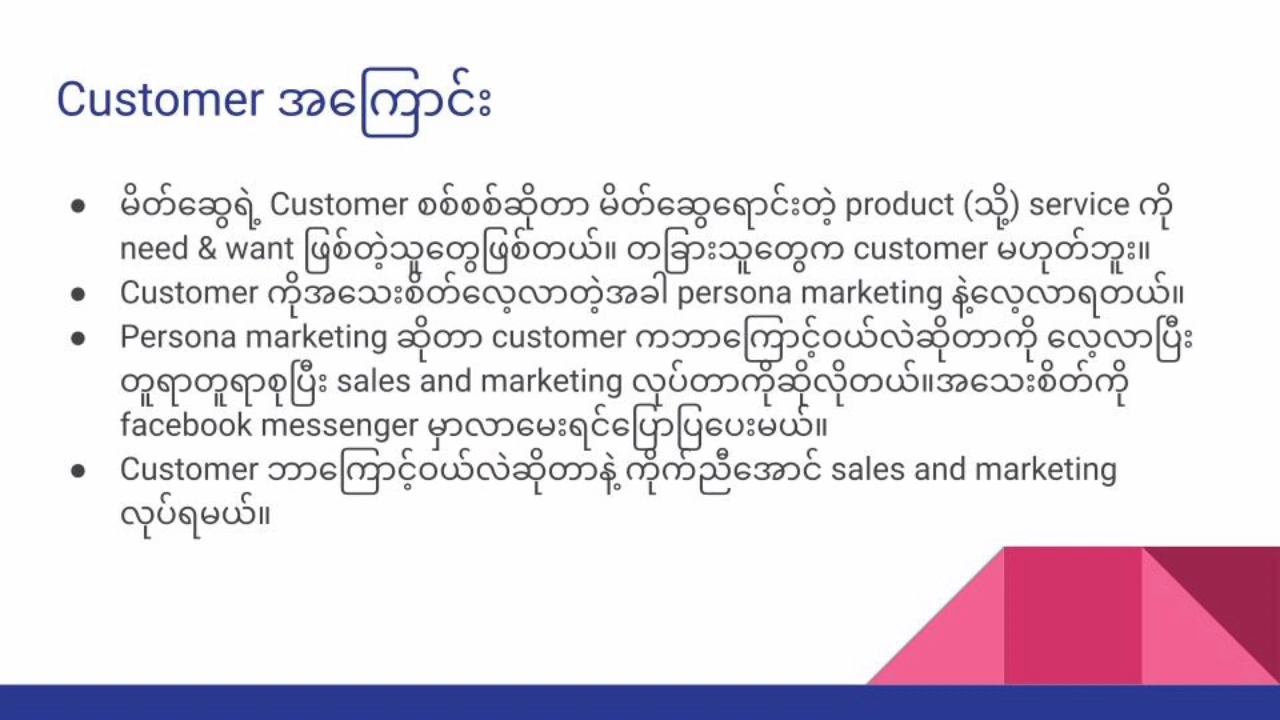 Customer အကြောင်း
● မိတ်ဆွေရဲ့ Customer စစ်စစ်ဆိုတာ မိတ်ဆွေရောင်းတဲ့ product (သို့) service ကို
need & want ဖြစ်တဲ့သူတွေဖြစ်တယ်။ တခြားသူတွေက customer မဟုတ်ဘူး။
● Customer ကိုအသေးစိတ်လေ့လာတဲ့အခါ persona marketing နဲ့လေ့လာရတယ်။
● Persona marketing ဆိုတာ customer ကဘာကြောင့်ဝယ်လဲဆိုတာကို လေ့လာပြီး
တူရာတူရာစုပြီး sales and marketing လုပ်တာကိုဆိုလိုတယ်။အသေးစိတ်ကို
facebook messenger မှာလာမေးရင်ပြောပြပေးမယ်။
● Customer ဘာကြောင့်ဝယ်လဲဆိုတာနဲ့ ကိုက်ညီအောင် sales and marketing
လုပ်ရမယ်။